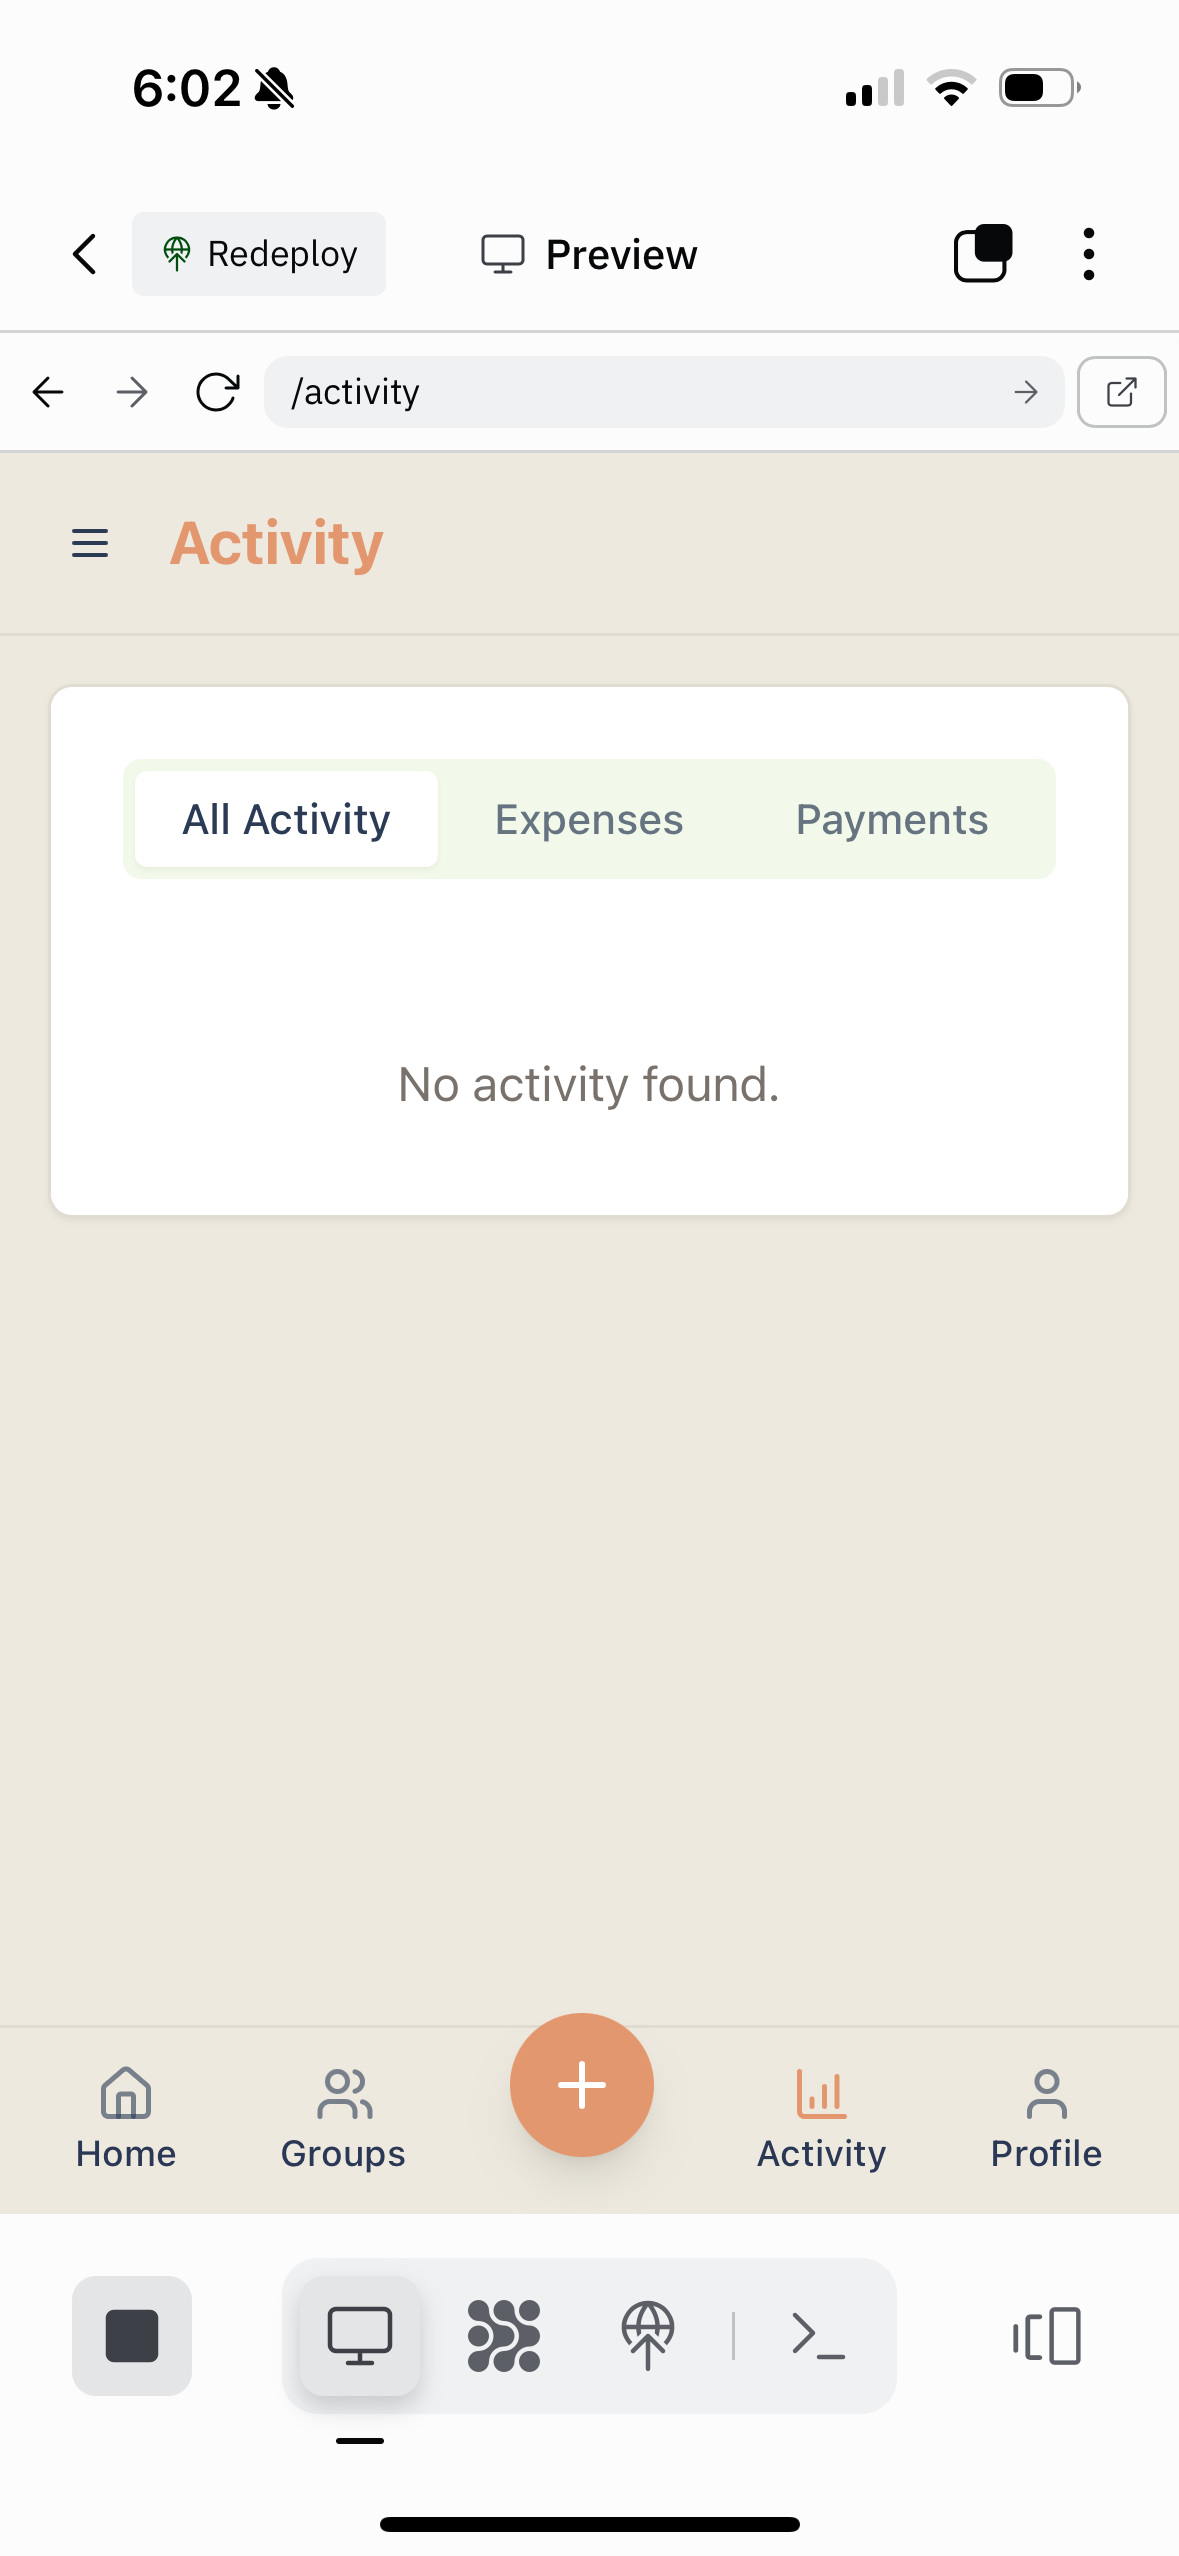 6:02
Redeploy
Preview
/activity
Activity
All Activity
Expenses
Payments
No activity found.
Home
Groups
Activity
Profile